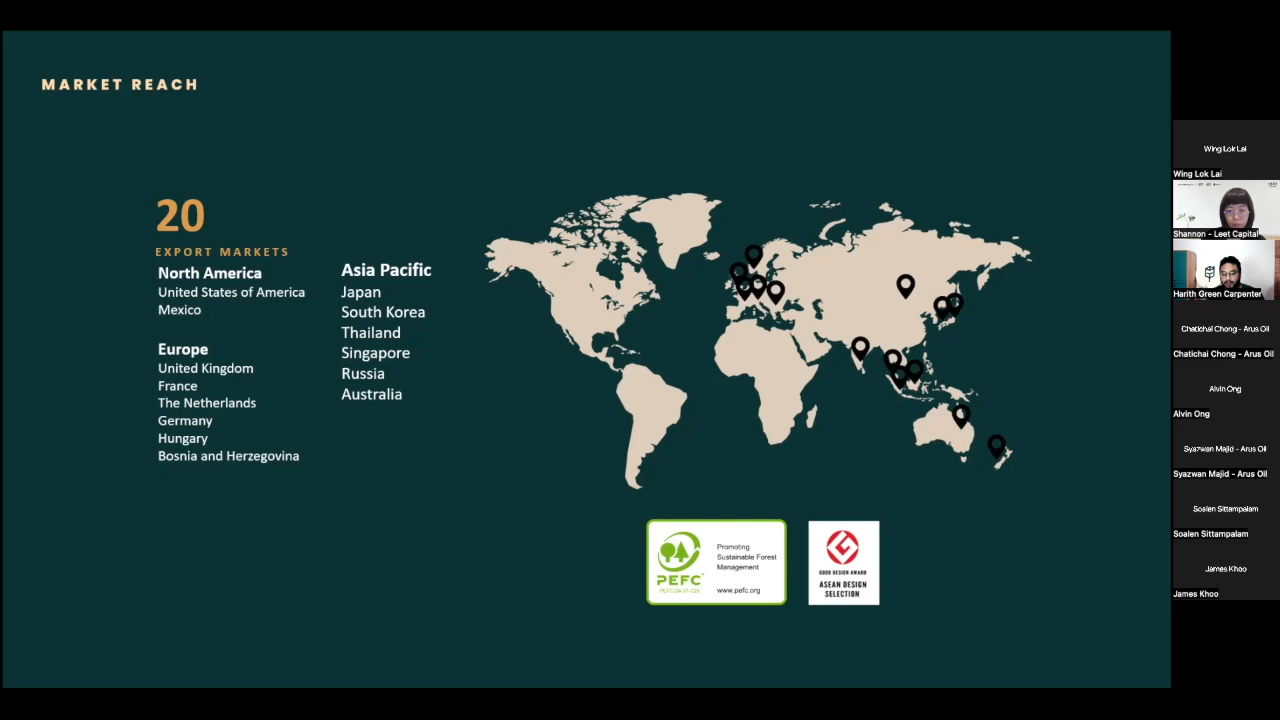 MARKET REACH
20
EXPORT MARKETS
North America
United States of America
Mexico
Europe
United Kingdom
France
The Netherlands
Germany
Hungary
Bosnia and Herzegovina
Asia Pacific
Japan
South Korea
Thailand
Singapore
Russia
Australia
PEFC™
Promoting
Sustainable Forest
Management
www.pefc.org
GOOD DESIGN AWARD
ASEAN DESIGN
SELECTION
Wing Lok Lai
Wing Lok Lai
Shannon - Leet Capital
Harith Green Carpenter
Chatichai Chong - Arus Oil
Chatichai Chong - Arus Oil
Alvin Ong
Alvin Ong
Syazwan Majid - Arus Oil
Syazwan Majid - Arus Oil
Soalen Sittampalam
Soalen Sittampalam
James Khoo
James Khoo